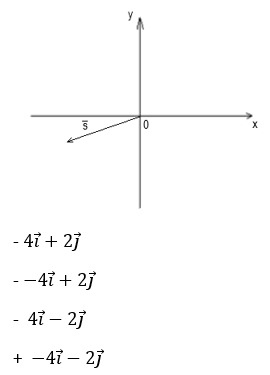 y
s̅
0
x
- 4i⃗ + 2j⃗
- −4i⃗ + 2j⃗
- 4i⃗ − 2j⃗
+ −4i⃗ − 2j⃗